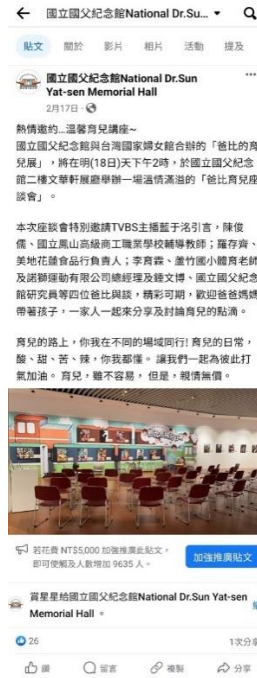 國立國父紀念館National Dr.Su...
貼文 關於 影片 相片 活動 提及
國立國父紀念館National Dr.Sun
Yat-sen Memorial Hall
2月17日·
熱情邀約...溫馨育兒講座~
國立國父紀念館與台灣國家婦女館合辦的「爸比的育
兒展」，將在明(18日)天下午2時，於國立國父紀念
館二樓文華軒展廳舉辦一場溫情滿溢的「爸比育兒座
談會」。
本次座談會特別邀請TVBS主播藍于洺引言，陳俊
儒、國立鳳山高級商工職業學校輔導教師；羅存齊、
美地花蓮食品行負責人；李育霖、蘆竹國小體育老師
及諾獅運動有限公司總經理及鍾文博、國立國父紀念
館研究員等四位爸比與談，精彩可期，歡迎爸爸媽媽
帶著孩子，一家人一起來分享及討論育兒的點滴。
育兒的路上，你我在不同的場域同行! 育兒的日常，
酸、甜、苦、辣，你我都懂。 讓我們一起為彼此打
氣加油。 育兒，雖不容易， 但是，親情無價。
若花費 NT$5,000 加強推廣此貼文，
即可使觸及人數增加 9635 人。
加強推廣貼文
賞星星給國立國父紀念館National Dr.Sun Yat-sen
Memorial Hall 。
26
1次分享
讚 留言 複製 分享